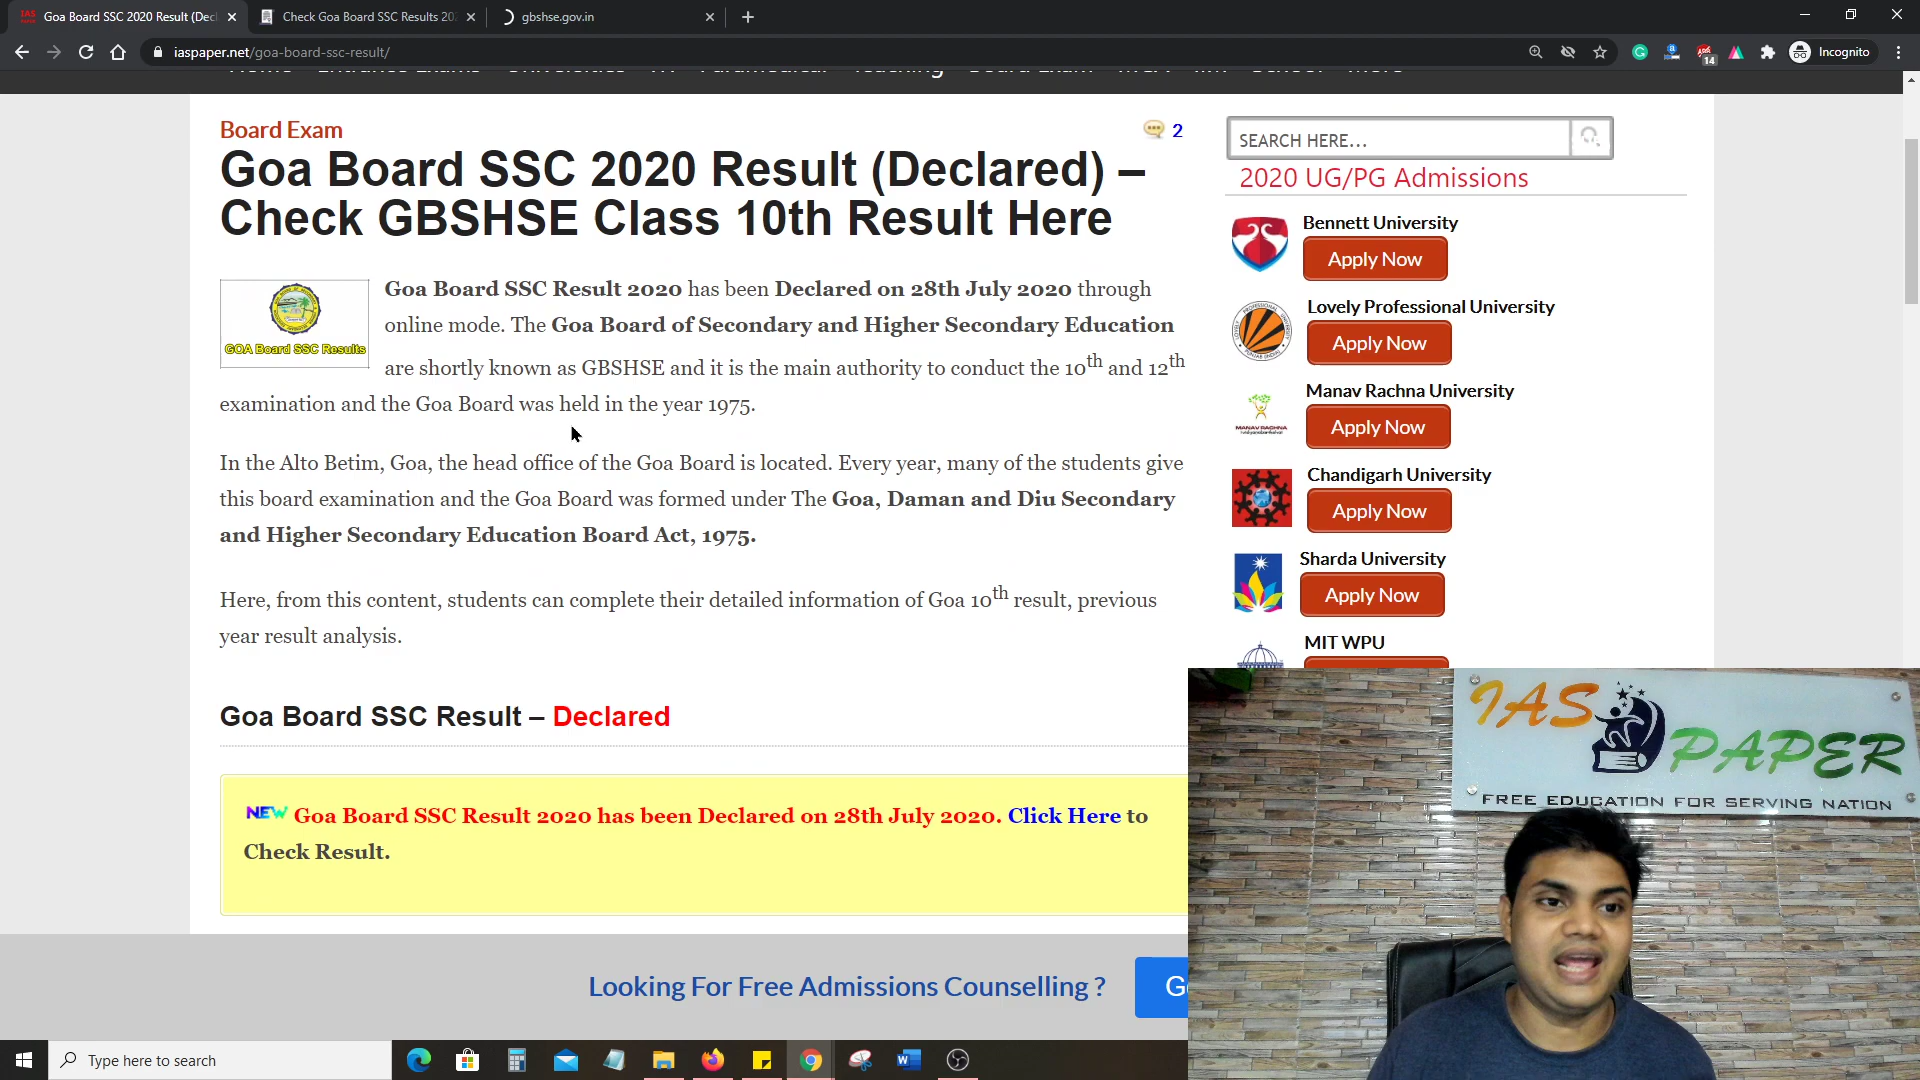 Goa Board SSC 2020 Result (Decl
Check Goa Board SSC Results 202
gbshse.gov.in
iaspaper.net/goa-board-ssc-result/
14
Incognito
Board Exam
2
Goa Board SSC 2020 Result (Declared) –
Check GBSHSE Class 10th Result Here
GOA Board SSC Results
Goa Board SSC Result 2020 has been Declared on 28th July 2020 through
online mode. The Goa Board of Secondary and Higher Secondary Education
are shortly known as GBSHSE and it is the main authority to conduct the 10th and 12th
examination and the Goa Board was held in the year 1975.
In the Alto Betim, Goa, the head office of the Goa Board is located. Every year, many of the students give
this board examination and the Goa Board was formed under The Goa, Daman and Diu Secondary
and Higher Secondary Education Board Act, 1975.
Here, from this content, students can complete their detailed information of Goa 10th result, previous
year result analysis.
Goa Board SSC Result – Declared
NEW Goa Board SSC Result 2020 has been Declared on 28th July 2020. Click Here to
Check Result.
Looking For Free Admissions Counselling ?
SEARCH HERE...
2020 UG/PG Admissions
Bennett University
Apply Now
Lovely Professional University
Apply Now
Manav Rachna University
Apply Now
Chandigarh University
Apply Now
Sharda University
Apply Now
MIT WPU
IAS
PAPER
FREE EDUCATION FOR SERVING NATION
Type here to search